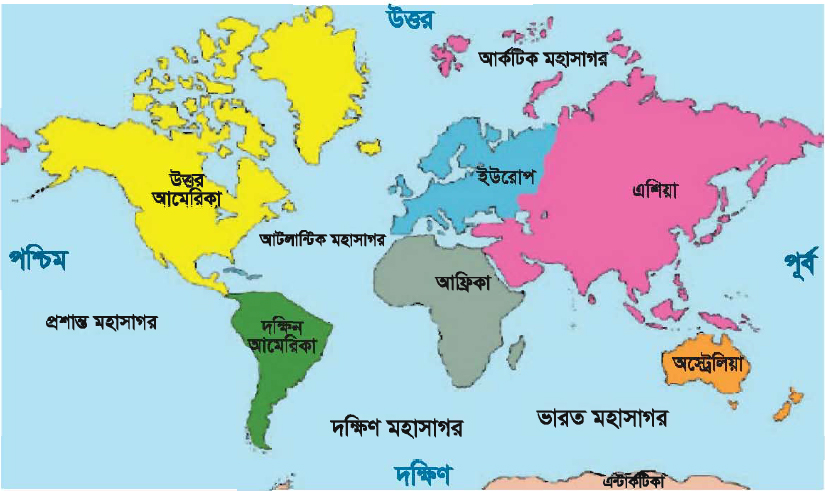 উত্তর
আর্কটিক মহাসাগর
উত্তর
আমেরিকা
ইউরোপ
এশিয়া
আটলান্টিক মহাসাগর
পশ্চিম
পূর্ব
আফ্রিকা
প্রশান্ত মহাসাগর
দক্ষিন
আমেরিকা
অস্ট্রেলিয়া
ভারত মহাসাগর
দক্ষিণ মহাসাগর
দক্ষিণ
এন্টার্কটিকা